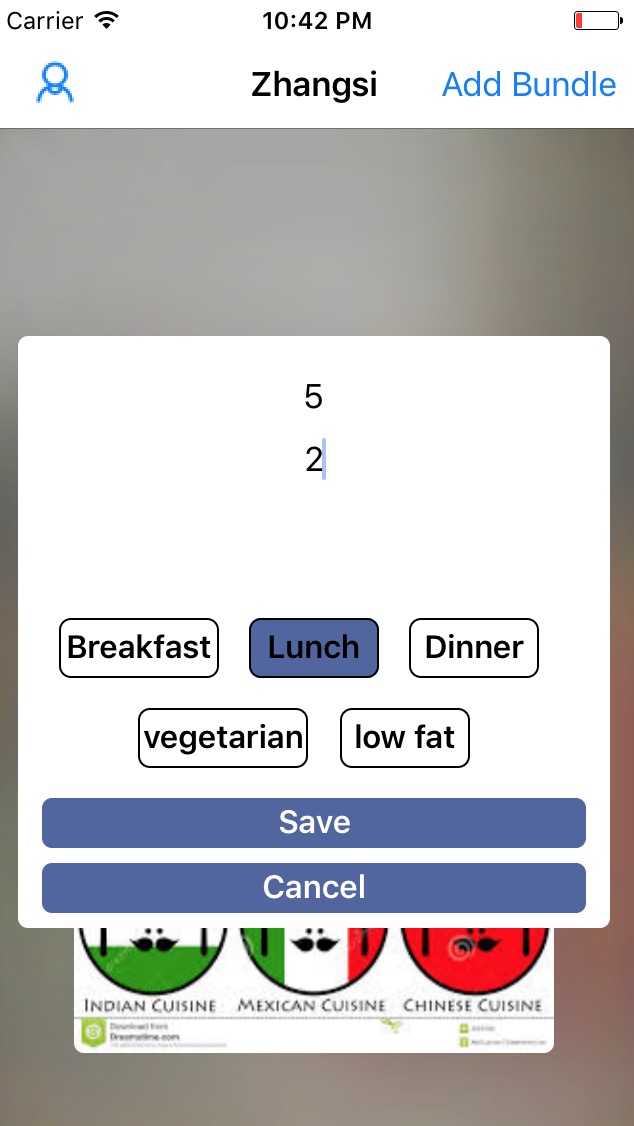 Carrier 10:42 PM
Zhangsi Add Bundle
5
2
Breakfast Lunch Dinner
vegetarian low fat
Save
Cancel
INDIAN CUISINE MEXICAN CUISINE CHINESE CUISINE
Download from
Dreamstime.com